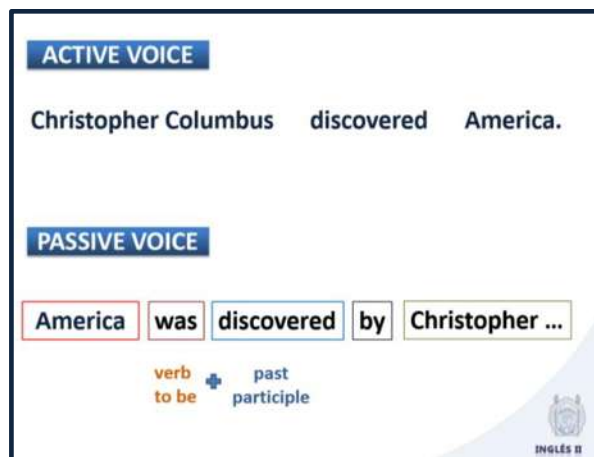 ACTIVE VOICE
Christopher Columbus discovered America.
PASSIVE VOICE
America was discovered by Christopher ...
verb + past
to be participle
INGLÉS II